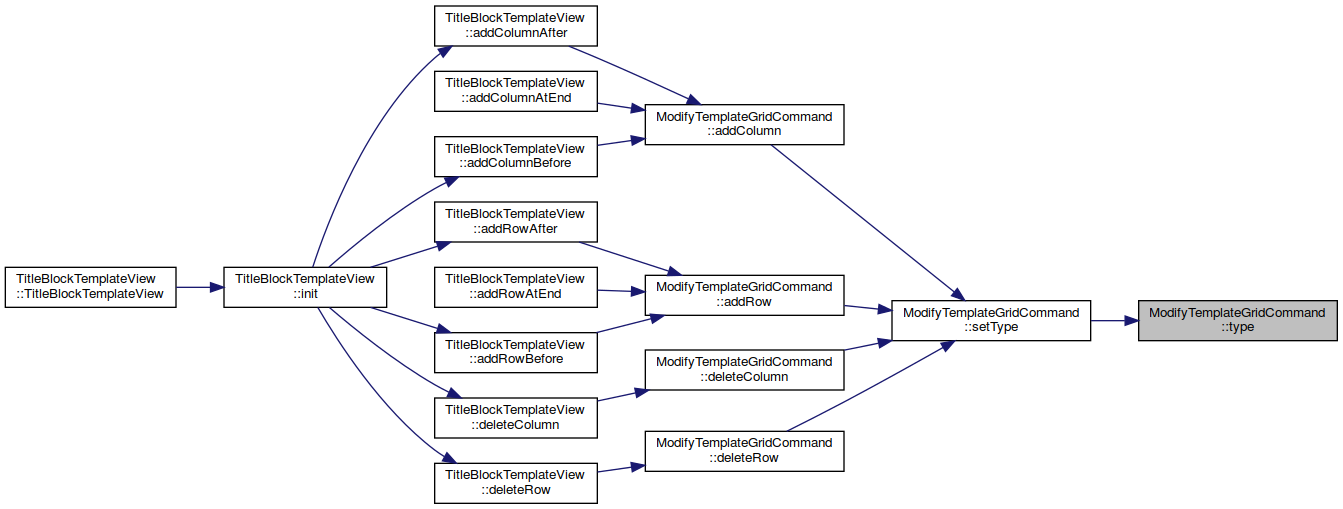 TitleBlockTemplateView
::addColumnAfter
TitleBlockTemplateView
::addColumnAtEnd
ModifyTemplateGridCommand
::addColumn
TitleBlockTemplateView
::addColumnBefore
TitleBlockTemplateView
::addRowAfter
TitleBlockTemplateView
::TitleBlockTemplateView
TitleBlockTemplateView
::init
TitleBlockTemplateView
::addRowAtEnd
ModifyTemplateGridCommand
::addRow
ModifyTemplateGridCommand
::setType
ModifyTemplateGridCommand
::type
TitleBlockTemplateView
::addRowBefore
ModifyTemplateGridCommand
::deleteColumn
TitleBlockTemplateView
::deleteColumn
ModifyTemplateGridCommand
::deleteRow
TitleBlockTemplateView
::deleteRow